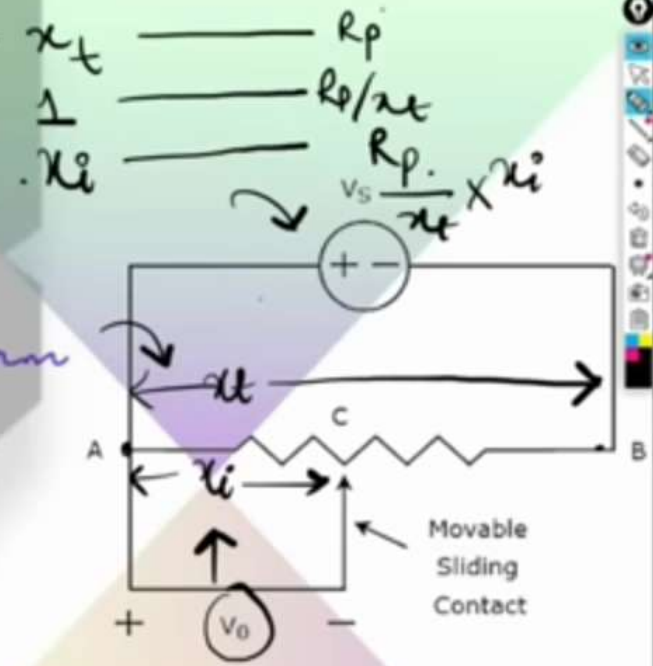 xt ——— Rp
1 ——— Rp/xt
xi ——— Rp/xt × xi
Vs
+ -
xt
C
A B
xi
Movable
Sliding
Contact
+ V0 −